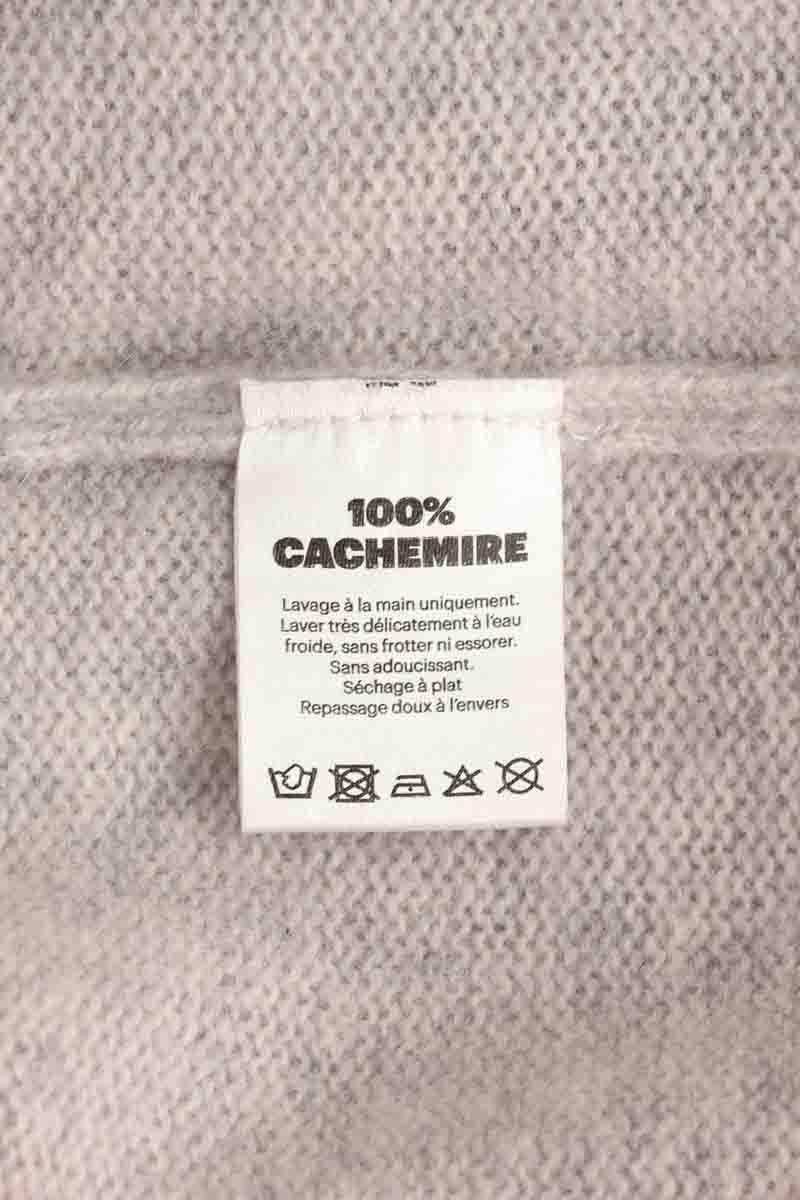 100%
CACHEMIRE
Lavage à la main uniquement.
Laver très délicatement à l'eau
froide, sans frotter ni essorer.
Sans adoucissant.
Séchage à plat
Repassage doux à l'envers